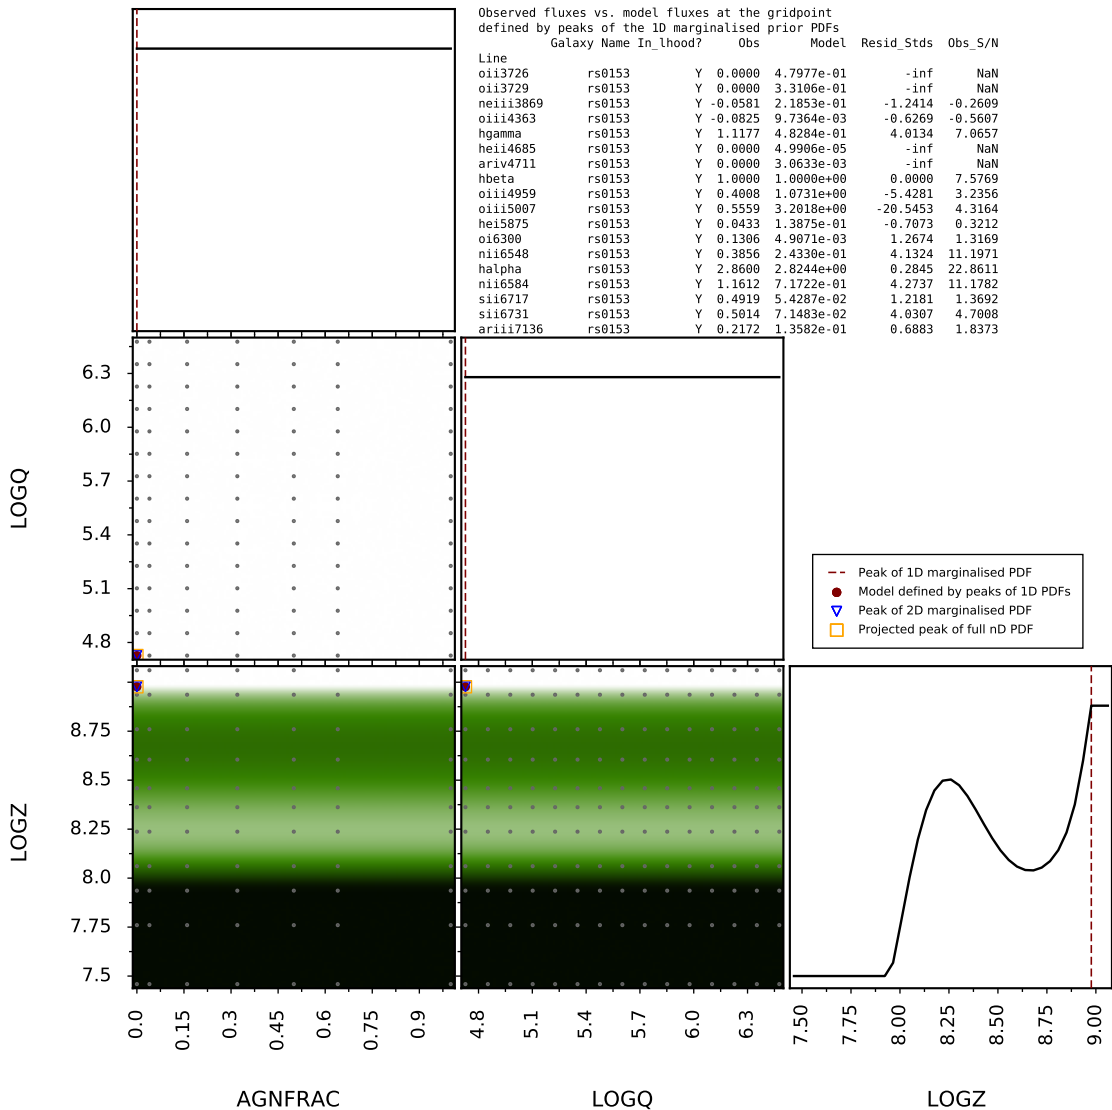 Observed fluxes vs. model fluxes at the gridpoint
defined by peaks of the 1D marginalised prior PDFs
Galaxy Name In_lhood? Obs Model Resid_Stds Obs_S/N
Line
oii3726 rs0153 Y 0.0000 4.7977e-01 -inf NaN
oii3729 rs0153 Y 0.0000 3.3106e-01 -inf NaN
neiii3869 rs0153 Y -0.0581 2.1853e-01 -1.2414 -0.2609
oiii4363 rs0153 Y -0.0825 9.7364e-03 -0.6269 -0.5607
hgamma rs0153 Y 1.1177 4.8284e-01 4.0134 7.0657
heii4685 rs0153 Y 0.0000 4.9906e-05 -inf NaN
ariv4711 rs0153 Y 0.0000 3.0633e-03 -inf NaN
hbeta rs0153 Y 1.0000 1.0000e+00 0.0000 7.5769
oiii4959 rs0153 Y 0.4008 1.0731e+00 -5.4281 3.2356
oiii5007 rs0153 Y 0.5559 3.2018e+00 -20.5453 4.3164
hei5875 rs0153 Y 0.0433 1.3875e-01 -0.7073 0.3212
oi6300 rs0153 Y 0.1306 4.9071e-03 1.2674 1.3169
nii6548 rs0153 Y 0.3856 2.4330e-01 4.1324 11.1971
halpha rs0153 Y 2.8600 2.8244e+00 0.2845 22.8611
nii6584 rs0153 Y 1.1612 7.1722e-01 4.2737 11.1782
sii6717 rs0153 Y 0.4919 5.4287e-02 1.2181 1.3692
sii6731 rs0153 Y 0.5014 7.1483e-02 4.0307 4.7008
ariii7136 rs0153 Y 0.2172 1.3582e-01 0.6883 1.8373
6.3
6.0
5.7
5.4
5.1
4.8
LOGQ
Peak of 1D marginalised PDF
Model defined by peaks of 1D PDFs
Peak of 2D marginalised PDF
Projected peak of full nD PDF
8.75
8.5
8.25
8.0
7.75
7.5
LOGZ
0.0 0.15 0.3 0.45 0.6 0.75 0.9
4.8 5.1 5.4 5.7 6.0 6.3
7.50 7.75 8.00 8.25 8.50 8.75 9.00
AGNFRAC LOGQ LOGZ